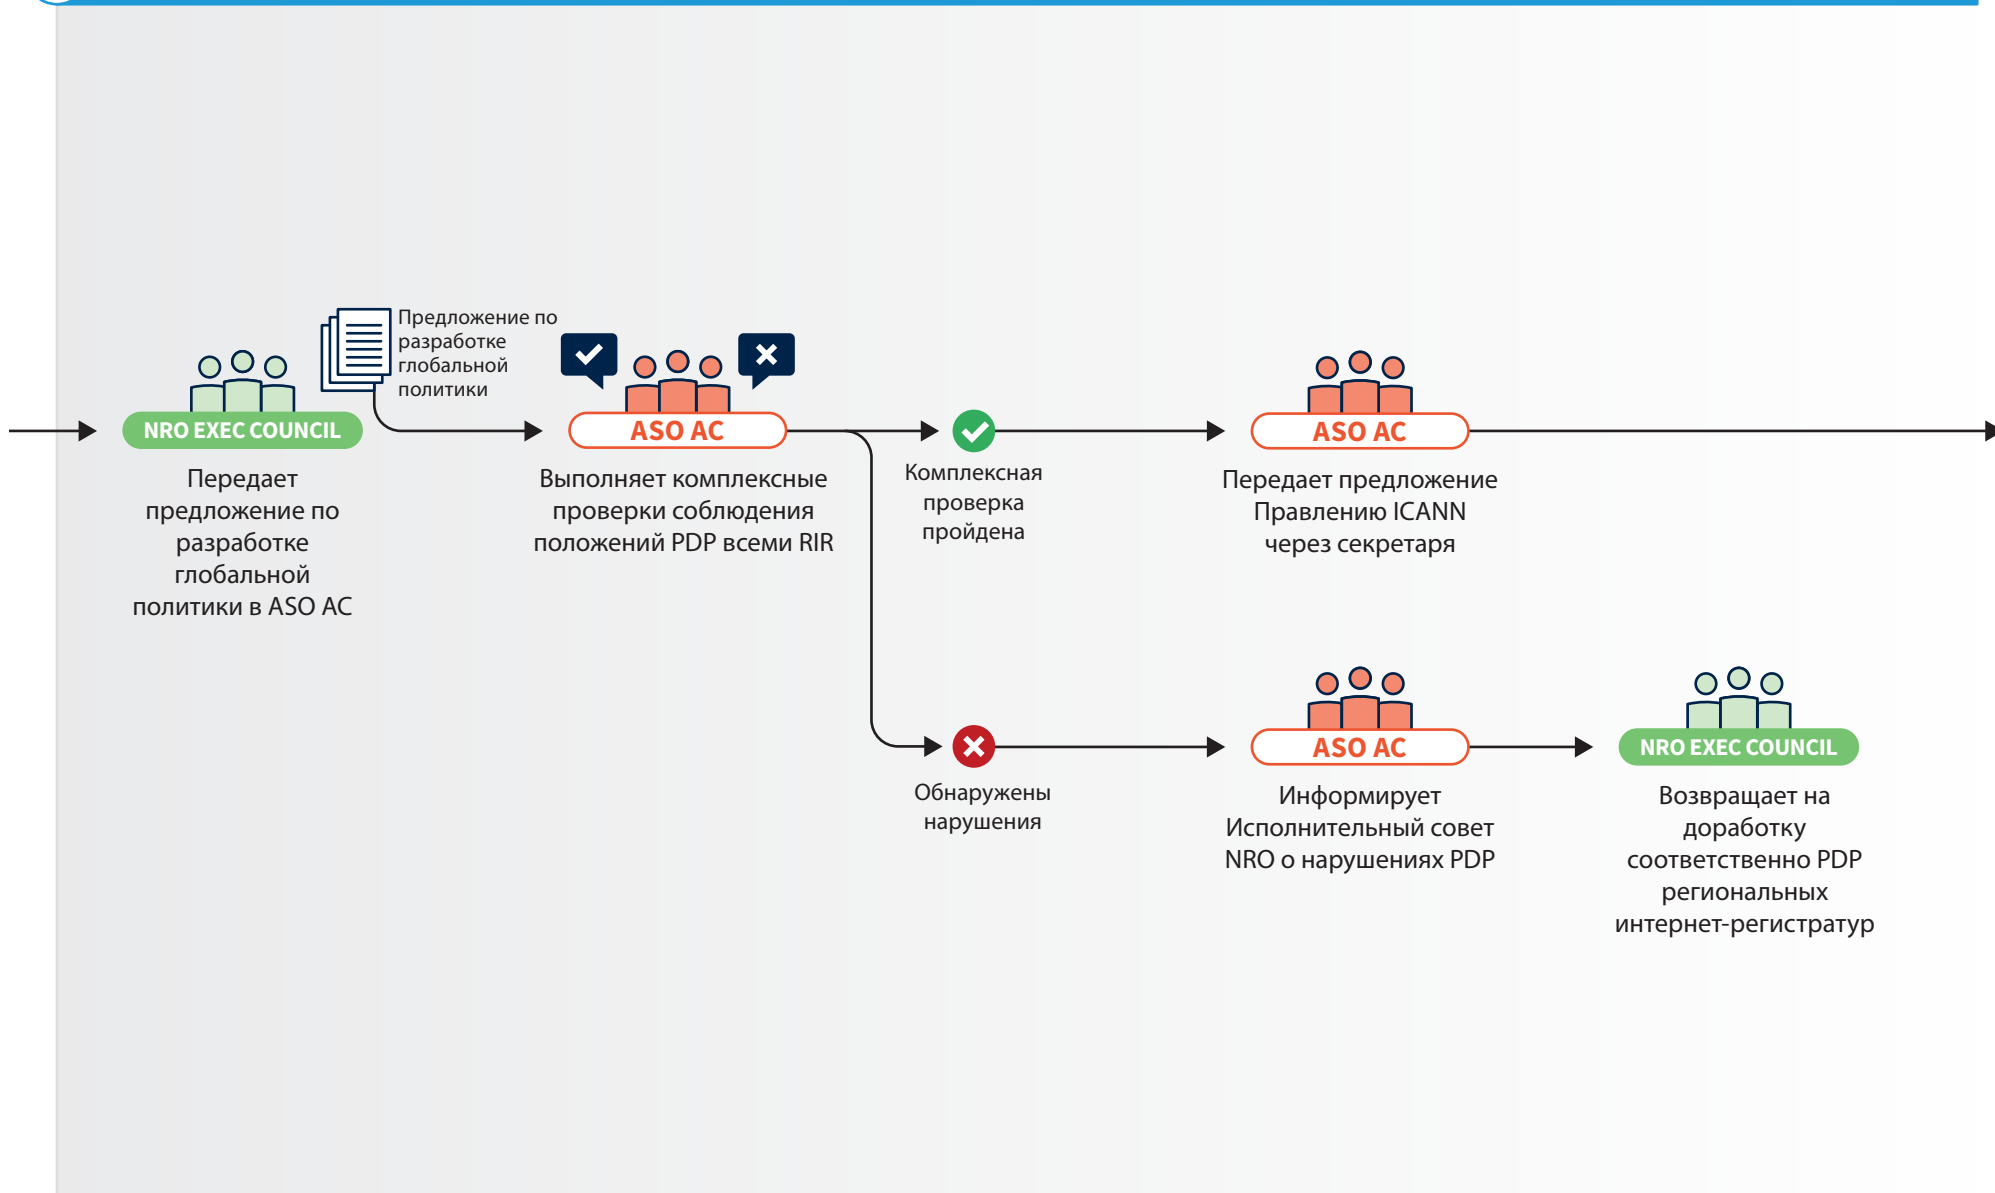 Предложение по
разработке
глобальной
политики
NRO EXEC COUNCIL
Передает
предложение по
разработке
глобальной
политики в ASO AC
ASO AC
Выполняет комплексные
проверки соблюдения
положений PDP всеми RIR
Комплексная
проверка
пройдена
ASO AC
Передает предложение
Правлению ICANN
через секретаря
Обнаружены
нарушения
ASO AC
Информирует
Исполнительный совет
NRO о нарушениях PDP
NRO EXEC COUNCIL
Возвращает на
доработку
соответственно PDP
региональных
интернет-регистратур